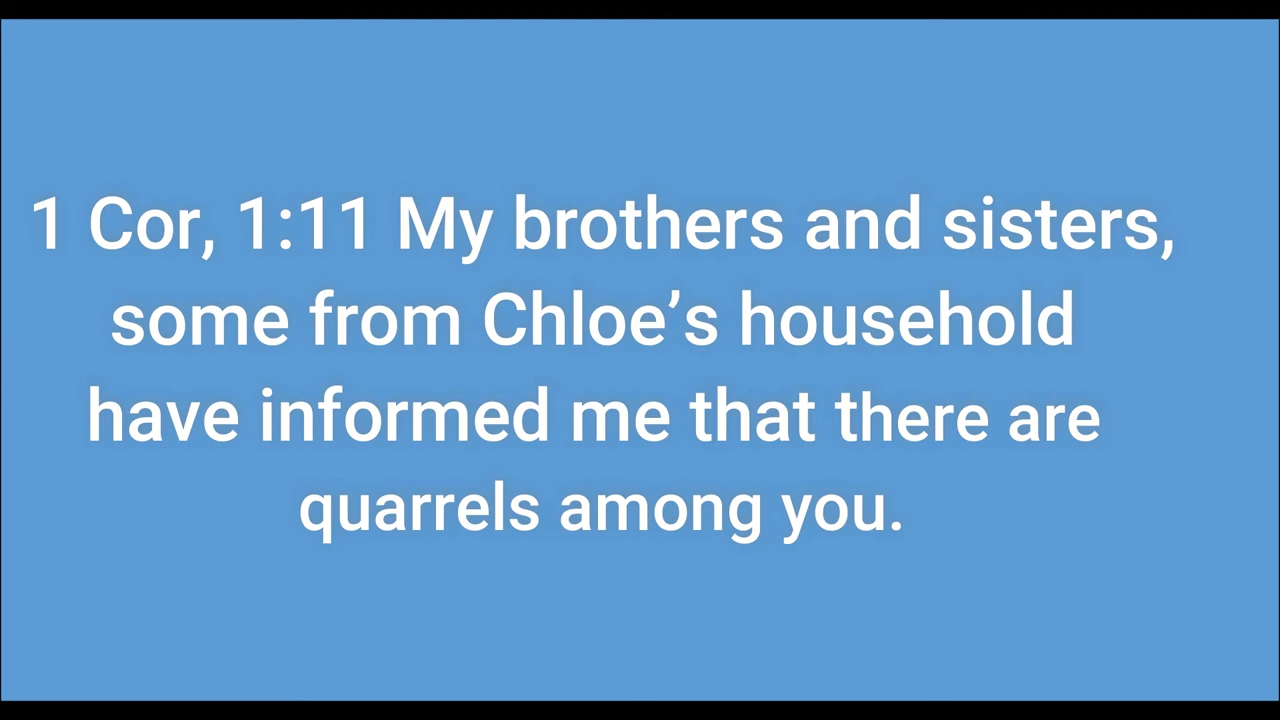 1 Cor, 1:11 My brothers and sisters,
some from Chloe’s household
have informed me that there are
quarrels among you.